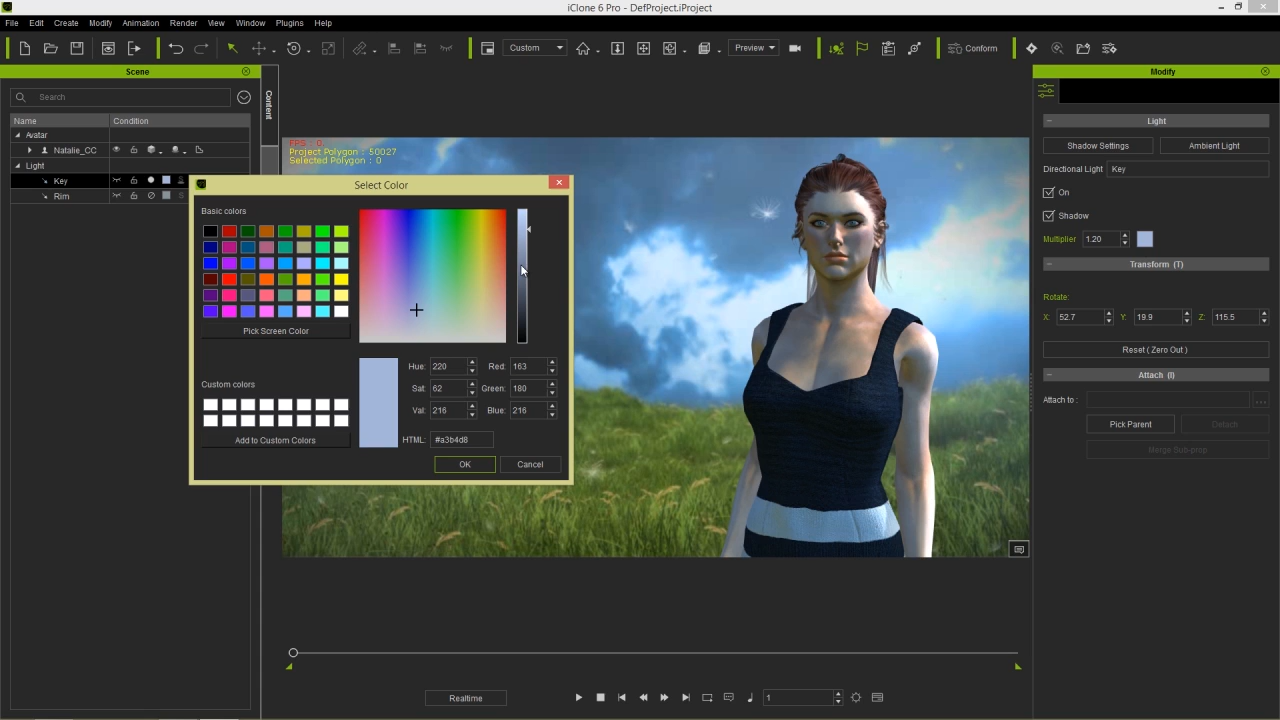 iClone 6 Pro - DefProject.iProject
File Edit Create Modify Animation Render View Window Plugins Help
Custom Preview Conform
Scene
Search
Name Condition
Avatar
Natalie_CC
Light
Key
Rim
Content
FPS : 0
Project Polygon : 50027
Selected Polygon : 0
Select Color
Basic colors
Pick Screen Color
Custom colors
Add to Custom Colors
Hue: 220 Red: 163
Sat: 62 Green: 180
Val: 216 Blue: 216
HTML: #a3b4d8
OK Cancel
Realtime
1
Modify
Light
Shadow Settings Ambient Light
Directional Light Key
On
Shadow
Multiplier 1.20
Transform (T)
Rotate:
X: 52.7 Y: 19.9 Z: 115.5
Reset ( Zero Out )
Attach (I)
Attach to : ...
Pick Parent Detach
Merge Sub-prop